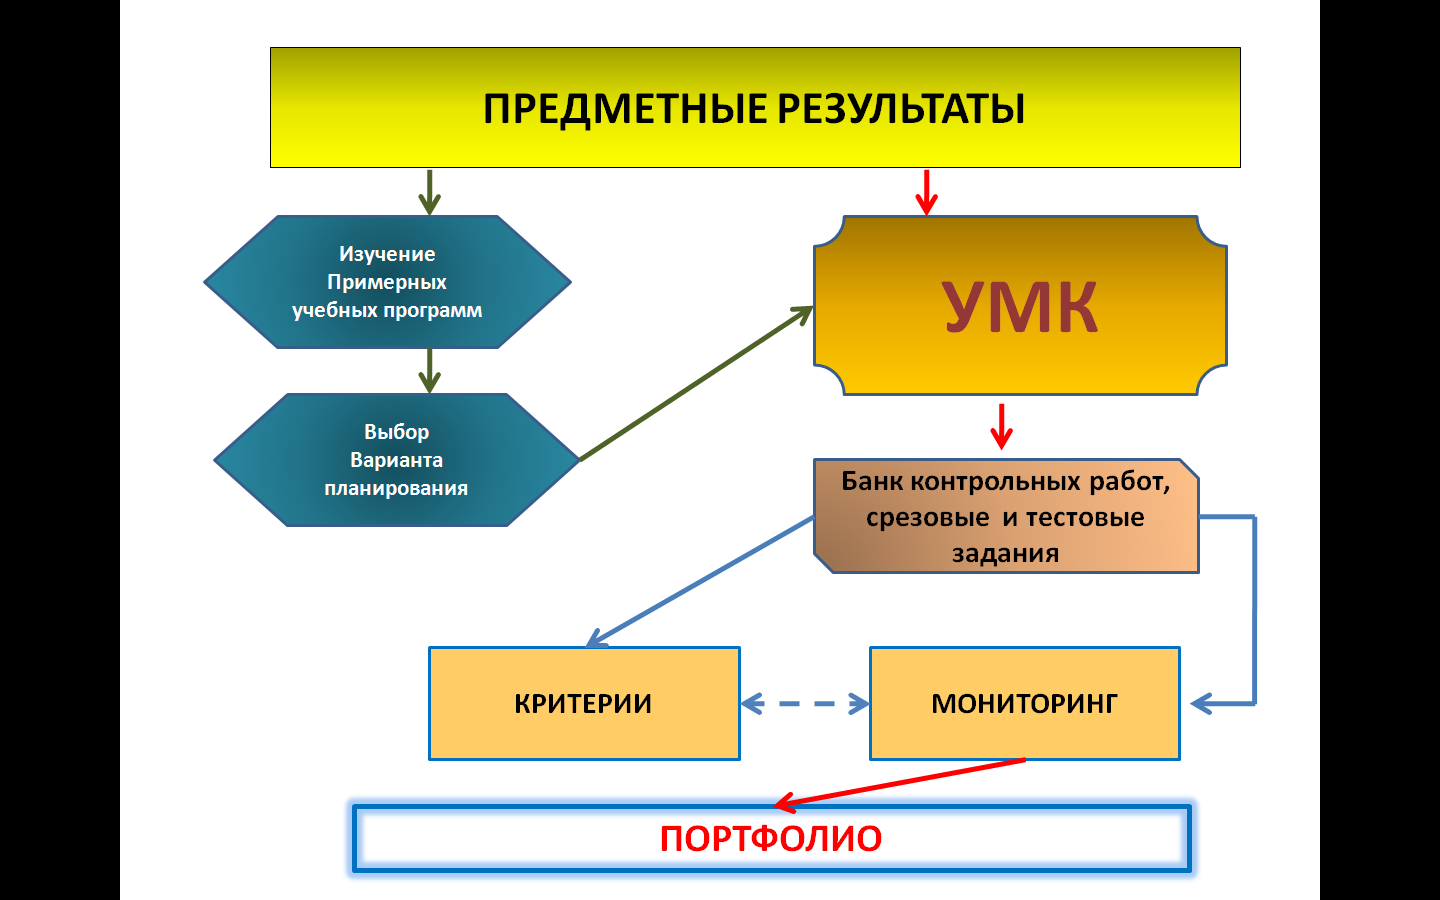 ПРЕДМЕТНЫЕ РЕЗУЛЬТАТЫ
Изучение
Примерных
учебных программ
УМК
Выбор
Варианта
планирования
Банк контрольных работ,
срезовые и тестовые
задания
КРИТЕРИИ
МОНИТОРИНГ
ПОРТФОЛИО